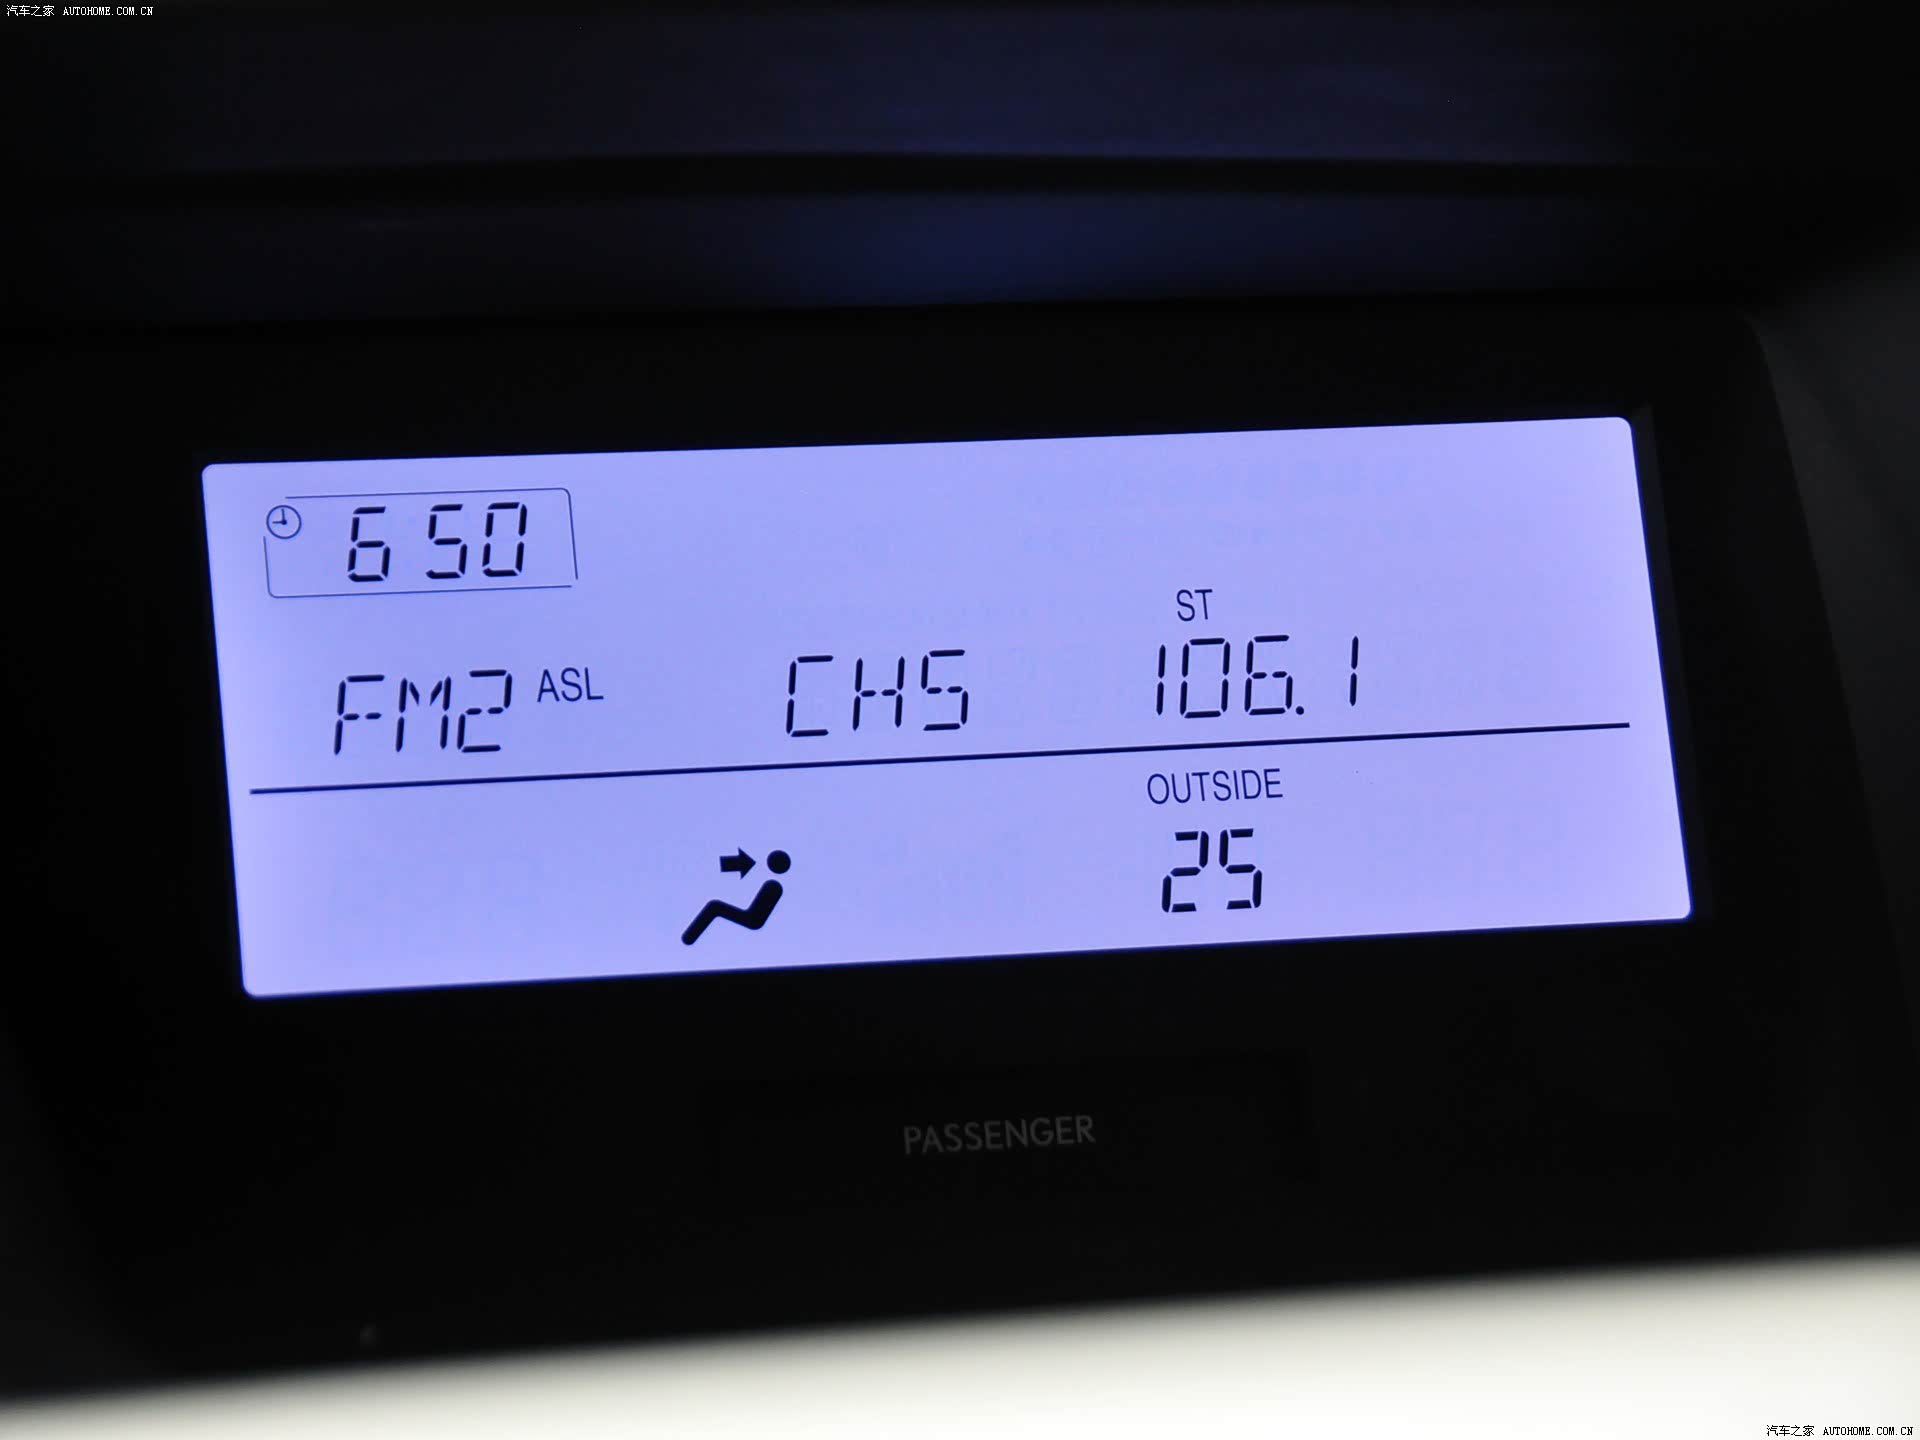 汽车之家 AUTOHOME.COM.CN
6 50
ST
FM2 ASL CH5 106.1
OUTSIDE
25
PASSENGER
汽车之家 AUTOHOME.COM.CN